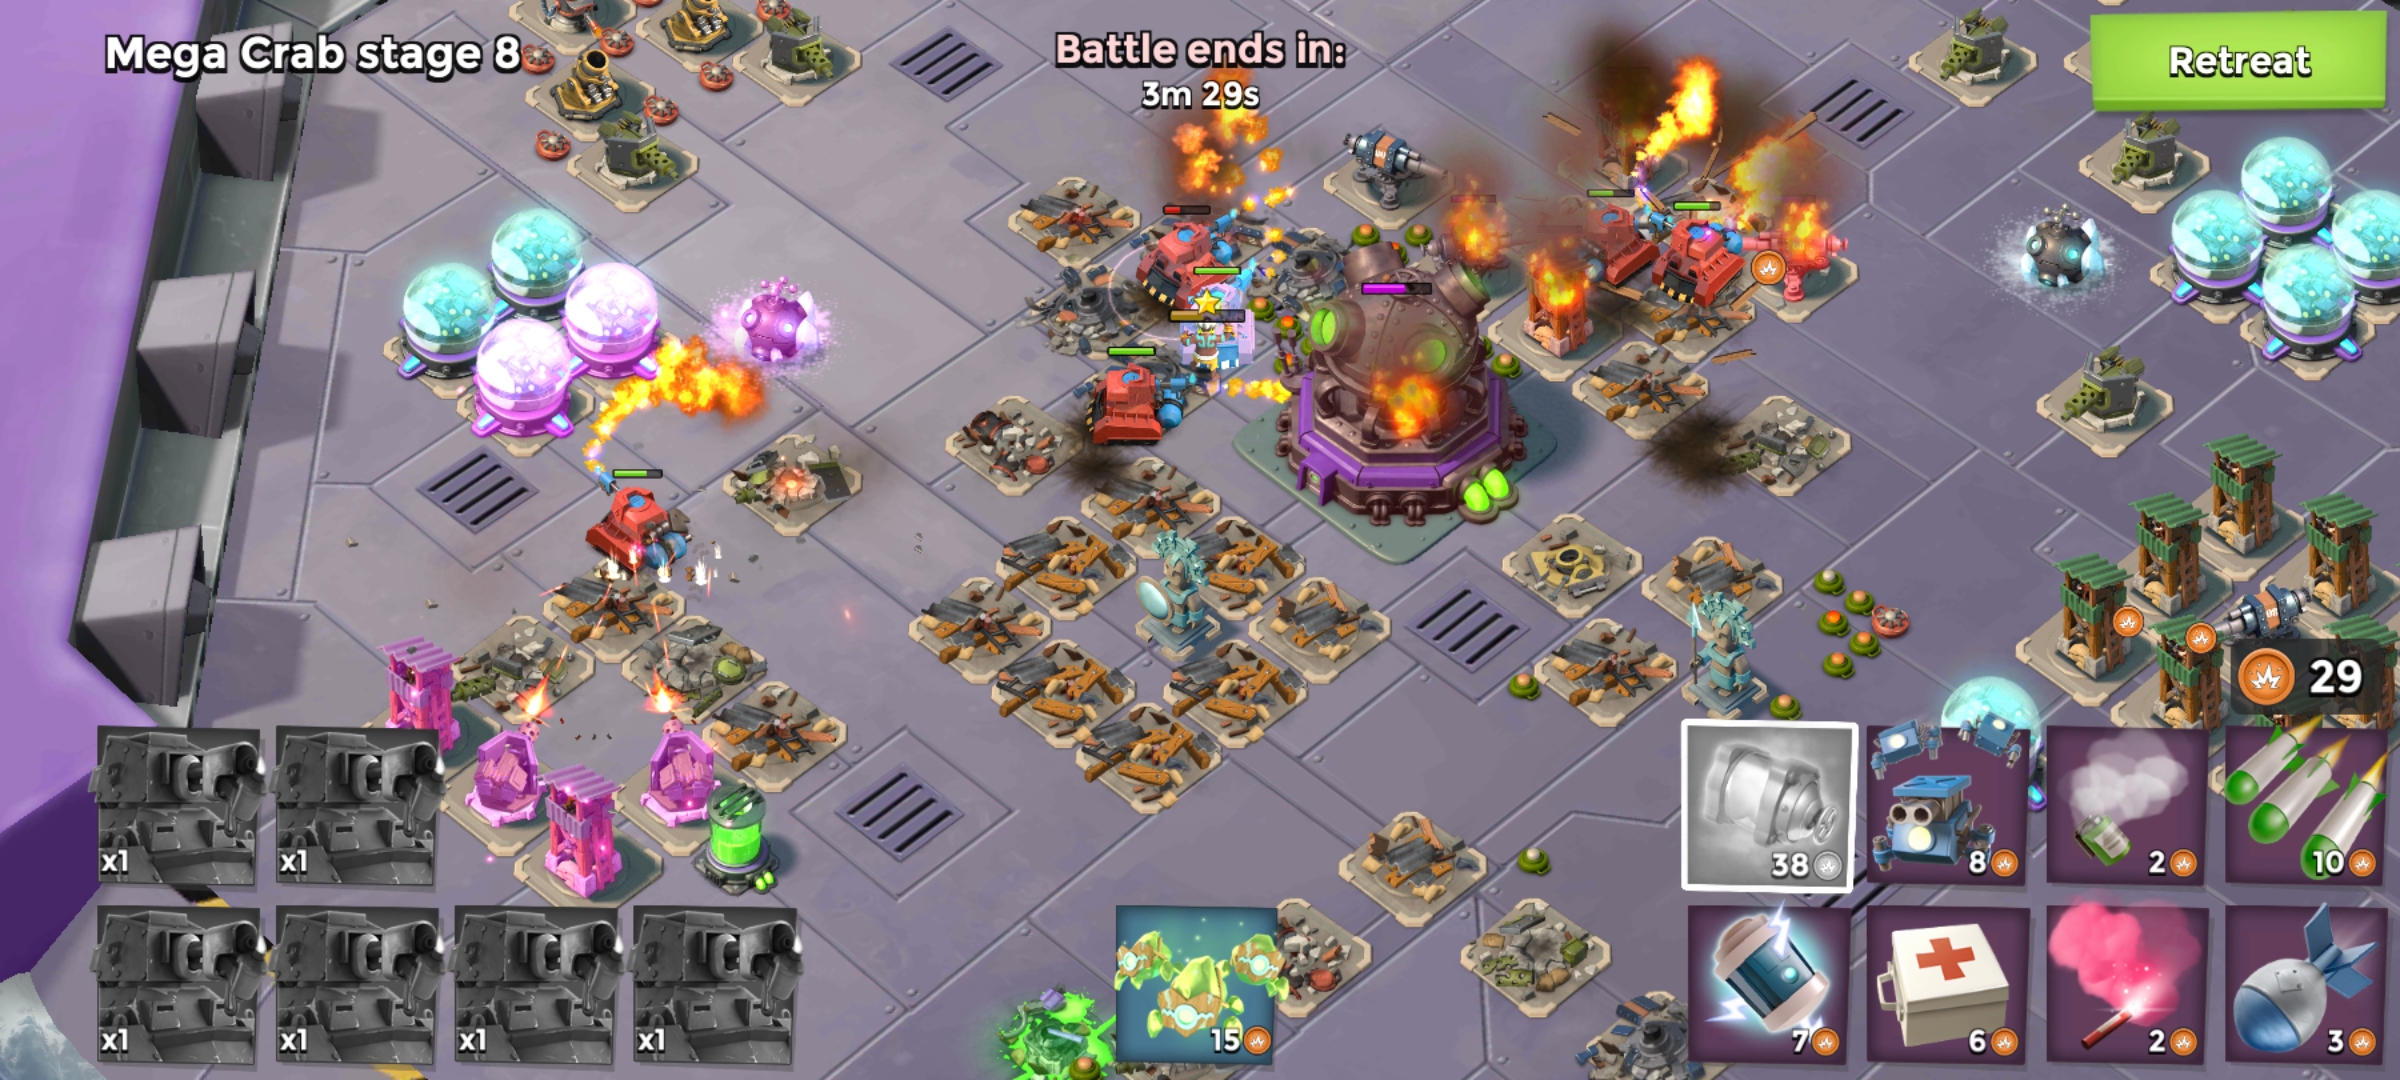 Mega Crab stage 8
Battle ends in:
3m 29s
Retreat
29
x1
x1
38
8
2
10
x1
x1
x1
x1
15
7
6
2
3